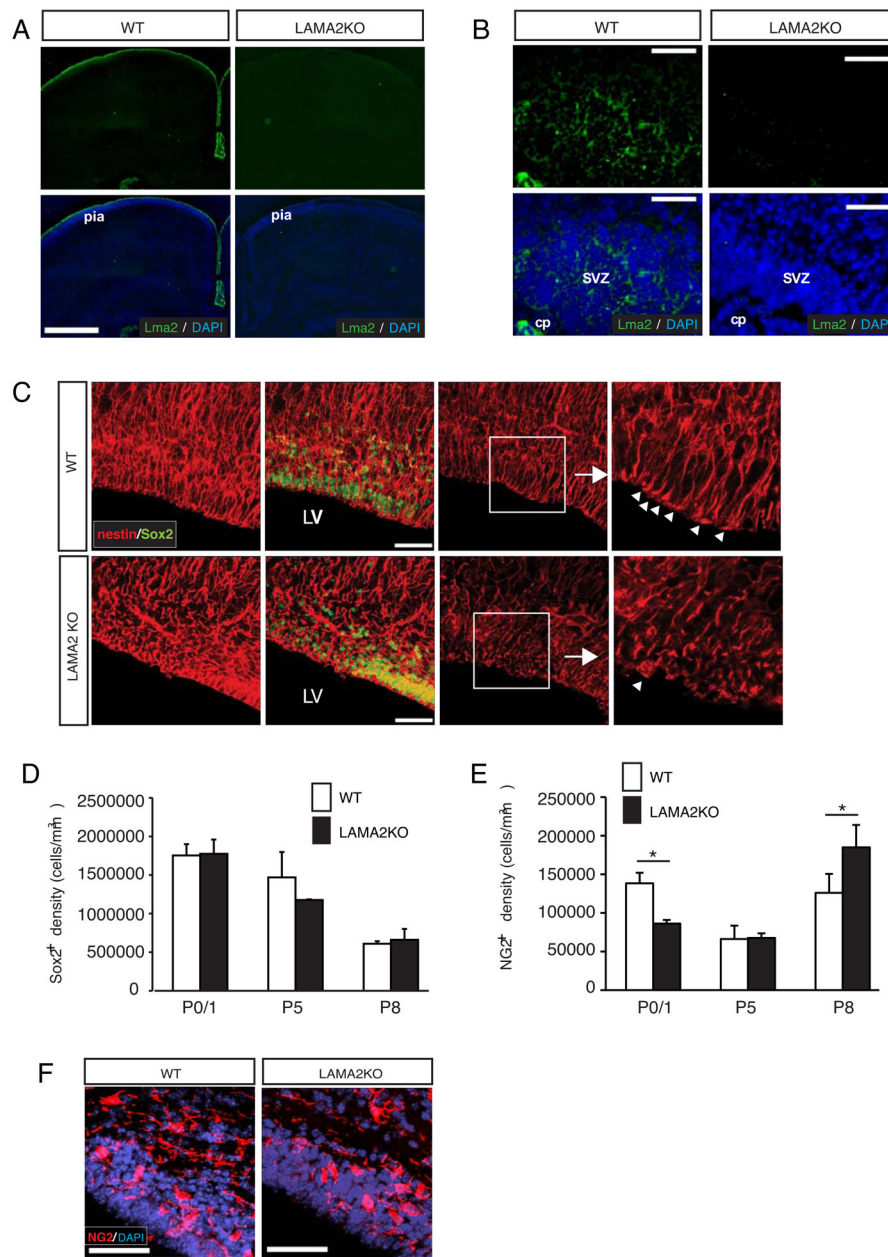 A
WT
LAMA2KO
pia
pia
Lma2 / DAPI
B
WT
LAMA2KO
SVZ
SVZ
cp
cp
Lma2 / DAPI
Lma2 / DAPI
C
WT
LV
nestin/Sox2
LAMA2 KO
LV
D
WT
LAMA2KO
Sox2+ density (cells/mm3)
2500000
2000000
1500000
1000000
500000
0
P0/1
P5
P8
E
WT
LAMA2KO
NG2+ density (cells/mm3)
250000
200000
150000
100000
50000
0
*
*
P0/1
P5
P8
F
WT
LAMA2KO
NG2/DAPI